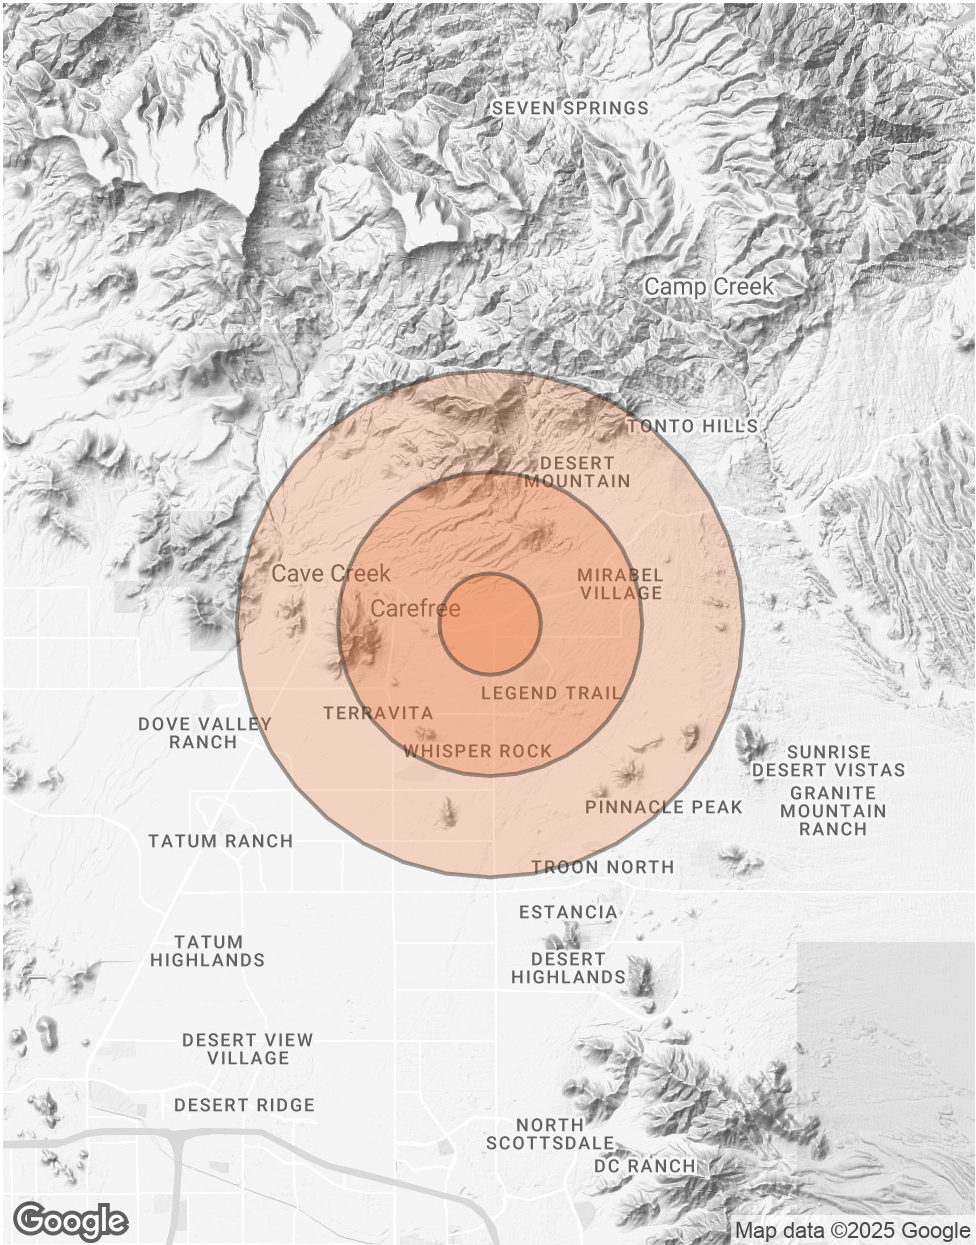 SEVEN SPRINGS
Camp Creek
TONTO HILLS
DESERT
MOUNTAIN
Cave Creek
MIRABEL
VILLAGE
Carefree
LEGEND TRAIL
TERRAVITA
DOVE VALLEY
RANCH
WHISPER ROCK
SUNRISE
DESERT VISTAS
GRANITE
MOUNTAIN
RANCH
PINNACLE PEAK
TATUM RANCH
TROON NORTH
ESTANCIA
TATUM
HIGHLANDS
DESERT
HIGHLANDS
DESERT VIEW
VILLAGE
DESERT RIDGE
NORTH
SCOTTSDALE
DC RANCH
Google
Map data ©2025 Google